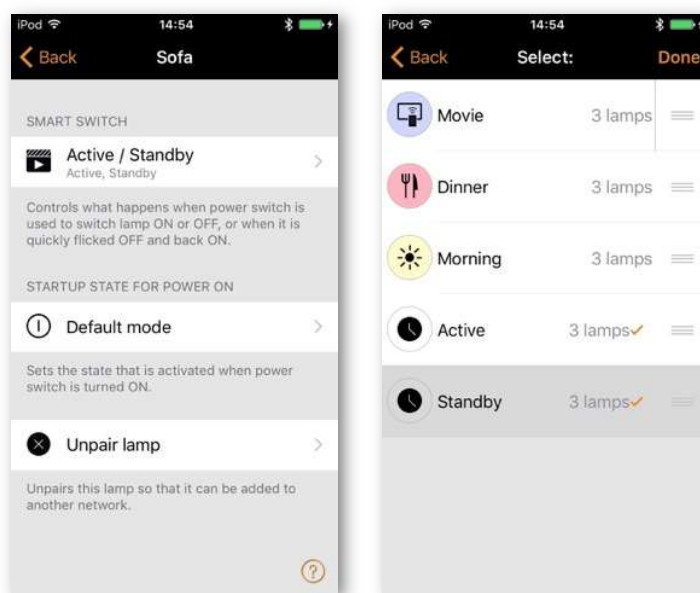 iPod 14:54
Back Sofa
SMART SWITCH
Active / Standby
Active, Standby
Controls what happens when power switch is
used to switch lamp ON or OFF, or when it is
quickly flicked OFF and back ON.
STARTUP STATE FOR POWER ON
Default mode
Sets the state that is activated when power
switch is turned ON.
Unpair lamp
Unpairs this lamp so that it can be added to
another network.
?
iPod 14:54
Back Select: Done
Movie 3 lamps
Dinner 3 lamps
Morning 3 lamps
Active 3 lamps
Standby 3 lamps